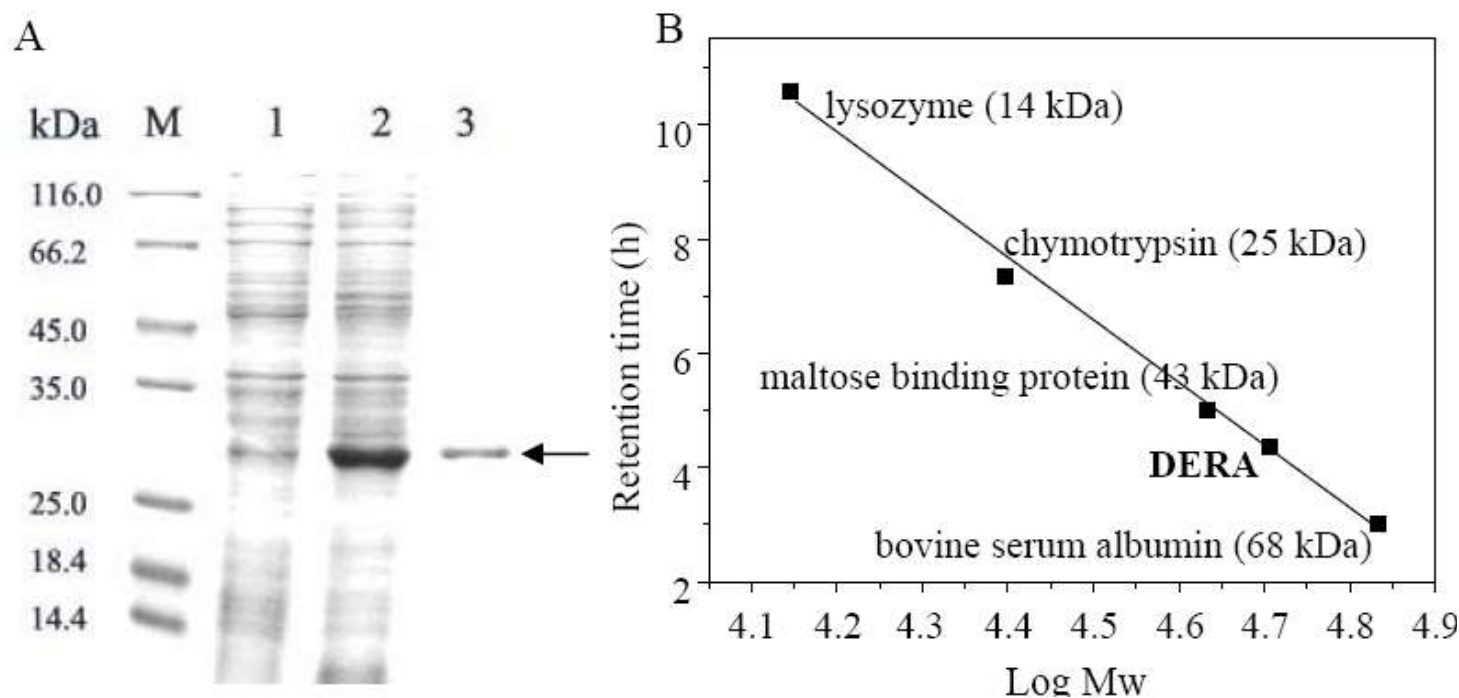 A
kDa M 1 2 3
116.0
66.2
45.0
35.0
25.0
18.4
14.4
B
Retention time (h)
10
8
6
4
2
lysozyme (14 kDa)
chymotrypsin (25 kDa)
maltose binding protein (43 kDa)
DERA
bovine serum albumin (68 kDa)
4.1 4.2 4.3 4.4 4.5 4.6 4.7 4.8 4.9
Log Mw